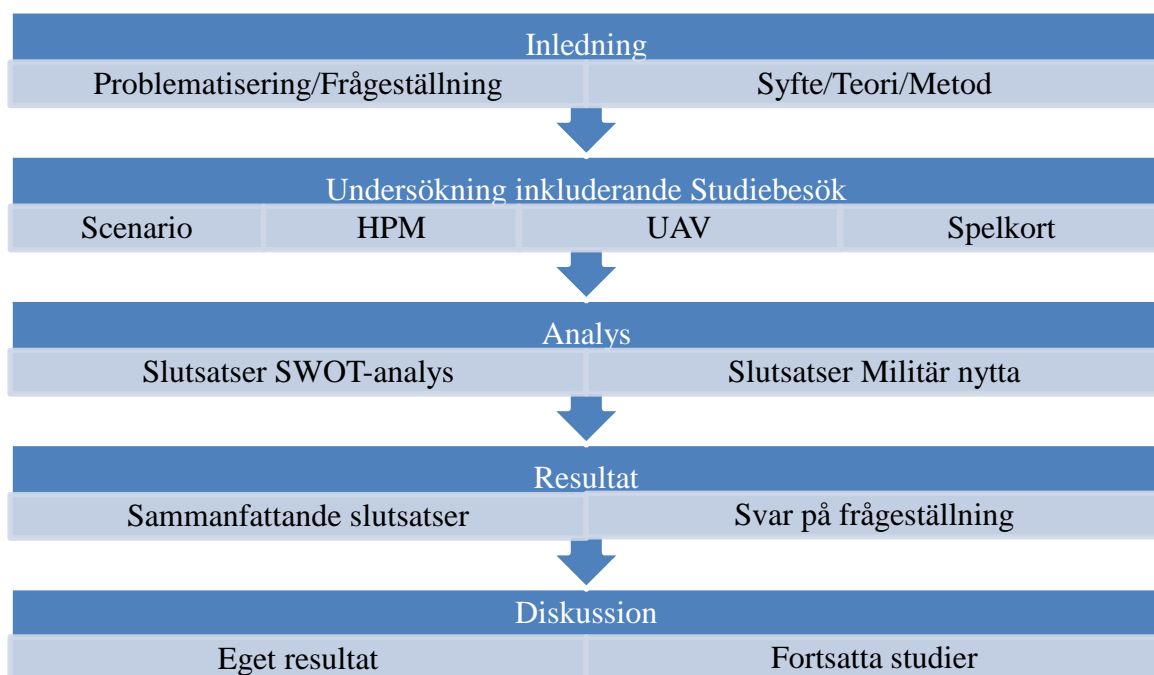 Inledning
Problematisering/Frågeställning Syfte/Teori/Metod
Undersökning inkluderande Studiebesök
Scenario HPM UAV Spelkort
Analys
Slutsatser SWOT-analys Slutsatser Militär nytta
Resultat
Sammanfattande slutsatser Svar på frågeställning
Diskussion
Eget resultat Fortsatta studier